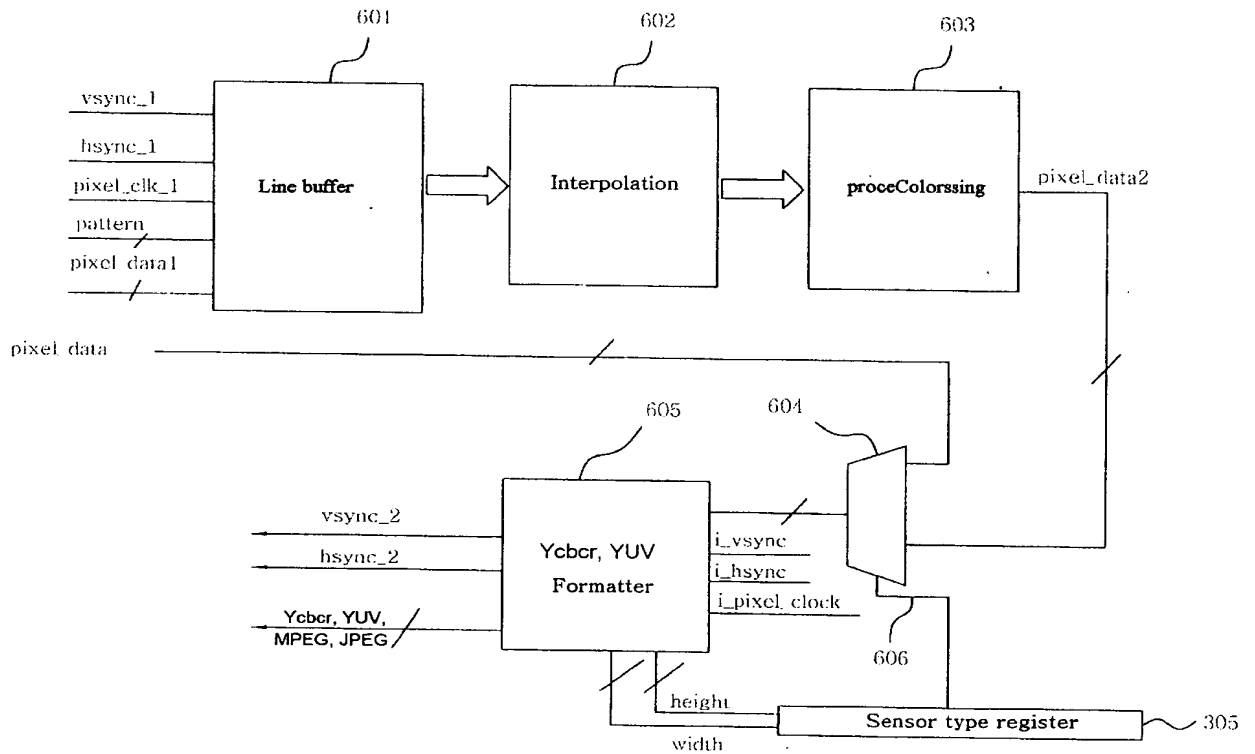 601
602
603
vsync_1
hsync_1
pixel_clk_1
pattern
pixel_data1
Line buffer
Interpolation
proceColorssing
pixel_data2
pixel_data
605
604
vsync_2
hsync_2
Ycbcr, YUV,
MPEG, JPEG
Ycbcr, YUV
Formatter
i_vsync
i_hsync
i_pixel_clock
606
height
width
Sensor type register
305